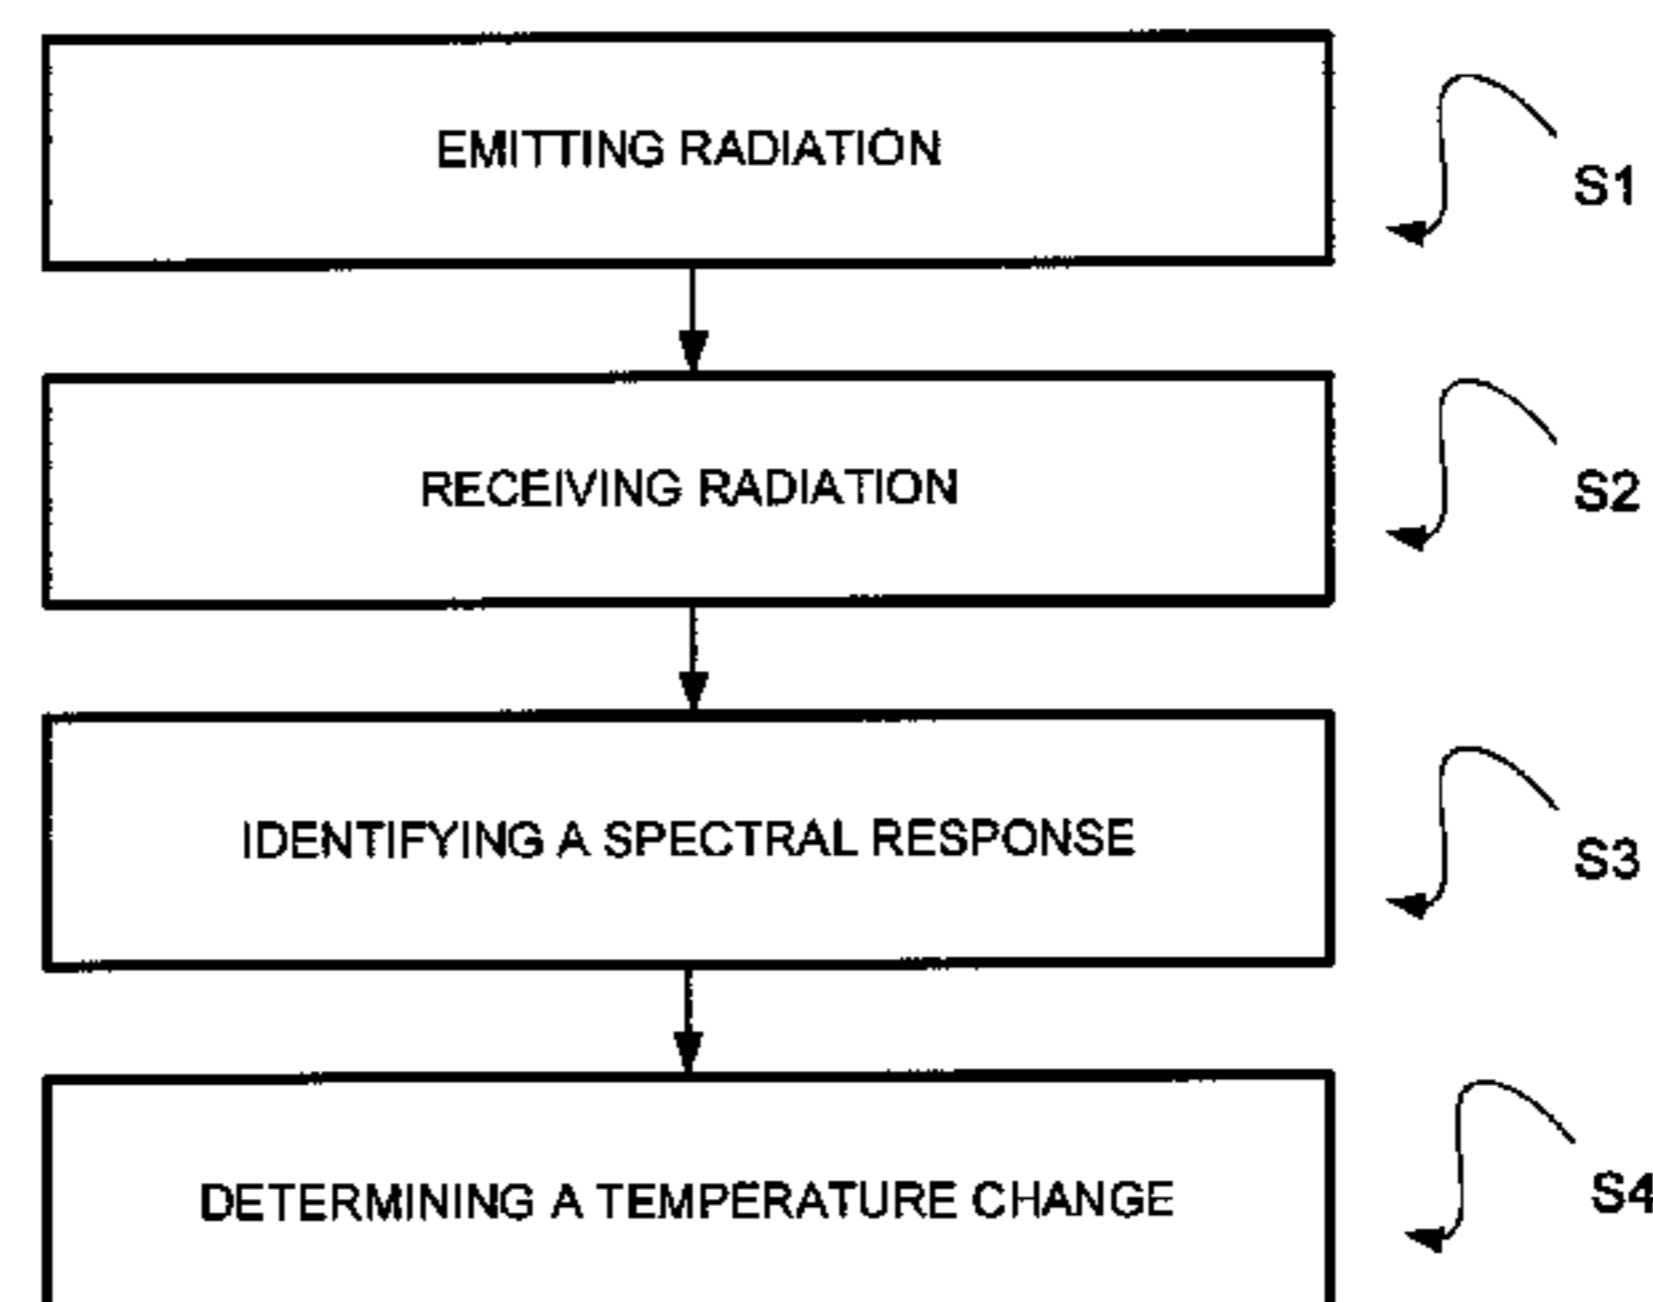 EMITTING RADIATION
S1
RECEIVING RADIATION
S2
IDENTIFYING A SPECTRAL RESPONSE
S3
DETERMINING A TEMPERATURE CHANGE
S4